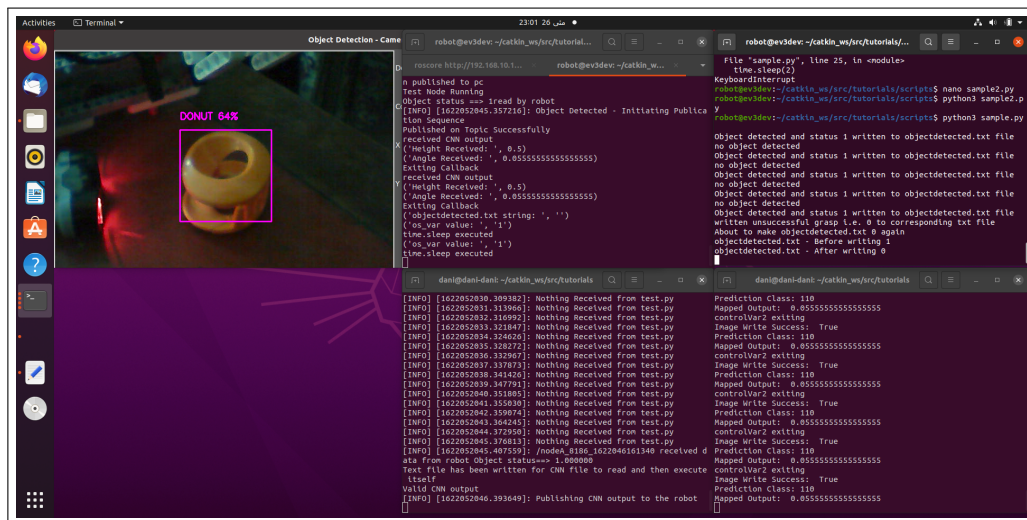 Activities
Terminal
23:01 26 مئی
Object Detection - Came
DONUT 64%
robot@ev3dev: ~/catkin_ws/src/tutorial...
roscore http://192.168.10.1...
robot@ev3dev: ~/catkin_w...
n published to pc
Test Node Running
Object status ==> 1read by robot
[INFO] [1622052045.357216]: Object Detected - Initiating Publica
tion Sequence
Published on Topic Successfully
received CNN output
('Height Received: ', 0.5)
('Angle Received: ', 0.05555555555555555)
Exiting Callback
received CNN output
('Height Received: ', 0.5)
('Angle Received: ', 0.05555555555555555)
Exiting Callback
('objectdetected.txt string: ', '')
('os_var value: ', '1')
time.sleep executed
('os_var value: ', '1')
time.sleep executed
robot@ev3dev: ~/catkin_ws/src/tutorials/...
File "sample.py", line 25, in <module>
time.sleep(2)
KeyboardInterrupt
robot@ev3dev:~/catkin_ws/src/tutorials/scripts$ nano sample2.py
robot@ev3dev:~/catkin_ws/src/tutorials/scripts$ python3 sample2.p
y
robot@ev3dev:~/catkin_ws/src/tutorials/scripts$ python3 sample.py
Object detected and status 1 written to objectdetected.txt file
no object detected
Object detected and status 1 written to objectdetected.txt file
no object detected
Object detected and status 1 written to objectdetected.txt file
no object detected
Object detected and status 1 written to objectdetected.txt file
no object detected
Object detected and status 1 written to objectdetected.txt file
written unsuccessful grasp i.e. 0 to corresponding txt file
About to make objectdetected.txt 0 again
objectdetected.txt - Before writing 1
objectdetected.txt - After writing 0
dani@dani-dani: ~/catkin_ws/src/tutorials
[INFO] [1622052030.309382]: Nothing Received from test.py
[INFO] [1622052031.313966]: Nothing Received from test.py
[INFO] [1622052032.316992]: Nothing Received from test.py
[INFO] [1622052033.321847]: Nothing Received from test.py
[INFO] [1622052034.324626]: Nothing Received from test.py
[INFO] [1622052035.328272]: Nothing Received from test.py
[INFO] [1622052036.332967]: Nothing Received from test.py
[INFO] [1622052037.337873]: Nothing Received from test.py
[INFO] [1622052038.341426]: Nothing Received from test.py
[INFO] [1622052039.347791]: Nothing Received from test.py
[INFO] [1622052040.351805]: Nothing Received from test.py
[INFO] [1622052041.355030]: Nothing Received from test.py
[INFO] [1622052042.359074]: Nothing Received from test.py
[INFO] [1622052043.364245]: Nothing Received from test.py
[INFO] [1622052044.372950]: Nothing Received from test.py
[INFO] [1622052045.376813]: Nothing Received from test.py
[INFO] [1622052045.407559]: /nodeA_8186_1622046161340 received d
ata from robot Object status==> 1.000000
Text file has been written for CNN file to read and then execute
itself
Valid CNN output
[INFO] [1622052046.393649]: Publishing CNN output to the robot
dani@dani-dani: ~/catkin_ws/src/tutorials
Prediction Class: 110
Mapped Output:  0.05555555555555555
controlVar2 exiting
Image Write Success:  True
Prediction Class: 110
Mapped Output:  0.05555555555555555
controlVar2 exiting
Image Write Success:  True
Prediction Class: 110
Mapped Output:  0.05555555555555555
controlVar2 exiting
Image Write Success:  True
Prediction Class: 110
Mapped Output:  0.05555555555555555
controlVar2 exiting
Image Write Success:  True
Prediction Class: 110
Mapped Output:  0.05555555555555555
controlVar2 exiting
Image Write Success:  True
Prediction Class: 110
Mapped Output:  0.05555555555555555